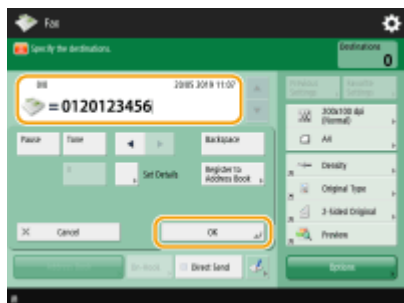 Fax
Specify the destinations.
Destinations
0
20/05 2019 11:07
= 0120123456
200x100 dpi
(Normal)
A4
Pause
Tone
Backspace
Set Details
Register to
Address Book
Density
Original Type
2-Sided Original
Cancel
OK
Preview
On-Hook
Direct Send
Options